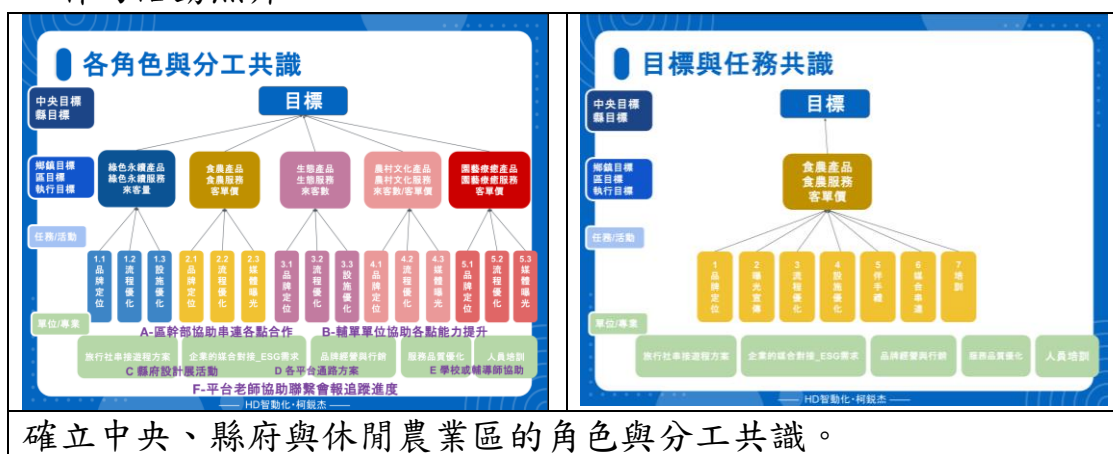 各角色與分工共識
中央目標
縣目標
目標
鄉鎮目標
區目標
執行目標
綠色永續產品
綠色永續服務
來客量
食農產品
食農服務
客單價
生態產品
生態服務
來客數
農村文化產品
農村文化服務
來客數/客單價
園藝療癒產品
園藝療癒服務
客單價
任務/活動
1.1品牌定位
1.2流程優化
1.3設施優化
2.1品牌定位
2.2流程優化
2.3媒體曝光
3.1品牌定位
3.2流程優化
3.3設施優化
4.1品牌定位
4.2流程優化
4.3媒體曝光
5.1品牌定位
5.2流程優化
5.3媒體曝光
單位/專業
A-區幹部協助串連各點合作
B-輔單單位協助各點能力提升
旅行社串接遊程方案
企業的媒合對接_ESG需求
品牌經營與行銷
服務品質優化
人員培訓
C 縣府設計展活動
D 各平台通路方案
E 學校或輔導師協助
F-平台老師協助聯繫會報追蹤進度
HD智動化·柯銳杰
目標與任務共識
中央目標
縣目標
目標
鄉鎮目標
區目標
執行目標
食農產品
食農服務
客單價
任務/活動
1品牌定位
2曝光宣傳
3流程優化
4設施優化
5伴手禮
6媒合串連
7培訓
單位/專業
旅行社串接遊程方案
企業的媒合對接_ESG需求
品牌經營與行銷
服務品質優化
人員培訓
HD智動化·柯銳杰
確立中央、縣府與休閒農業區的角色與分工共識。